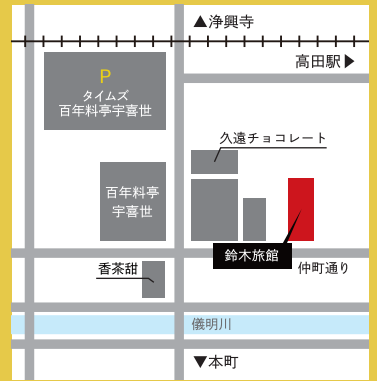 ▲浄興寺
高田駅▶
P
タイムズ
百年料亭宇喜世
久遠チョコレート
百年料亭
宇喜世
鈴木旅館
香茶甜
仲町通り
儀明川
▼本町